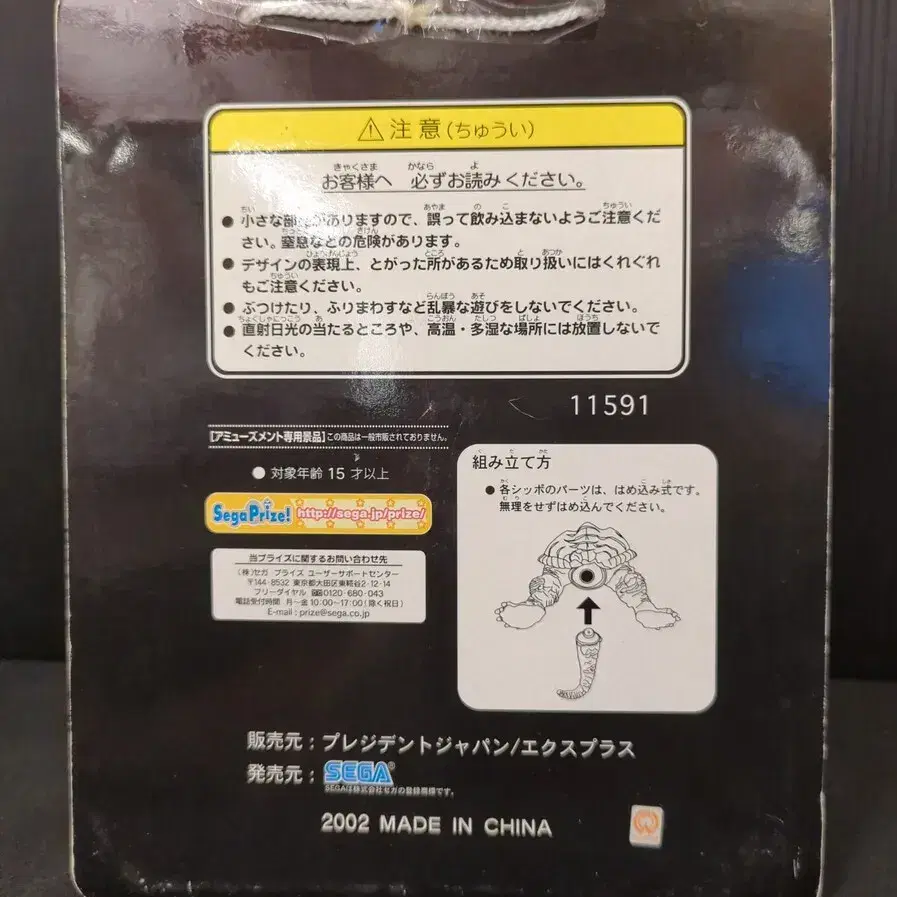 ⚠注意(ちゅうい)
お客様へ 必ずお読みください。
● 小さな部品がありますので、誤って飲み込まないようご注意くだ
さい。窒息などの危険があります。
● デザインの表現上、とがった所があるため取り扱いにはくれぐれ
もご注意ください。
● ぶつけたり、ふりまわすなど乱暴な遊びをしないでください。
● 直射日光の当たるところや、高温・多湿な場所には放置しないで
ください。
11591
【アミューズメント専用景品】この商品は一般市販されておりません。
● 対象年齢 15 才以上
Sega Prize! http://sega.jp/prize/
当プライズに関するお問い合わせ先
(株)セガ プライズ ユーザーサポートセンター
〒144-8532 東京都大田区東糀谷2-12-14
フリーダイヤル 0120-680-043
電話受付時間 月~金 10:00~17:00(除く祝日)
E-mail : prize@sega.co.jp
組み立て方
● 各シッポのパーツは、はめ込み式です。
無理をせずはめ込んでください。
販売元：プレジデントジャパン/エクスプラス
発売元：SEGA®
SEGAは株式会社セガの登録商標です。
2002 MADE IN CHINA